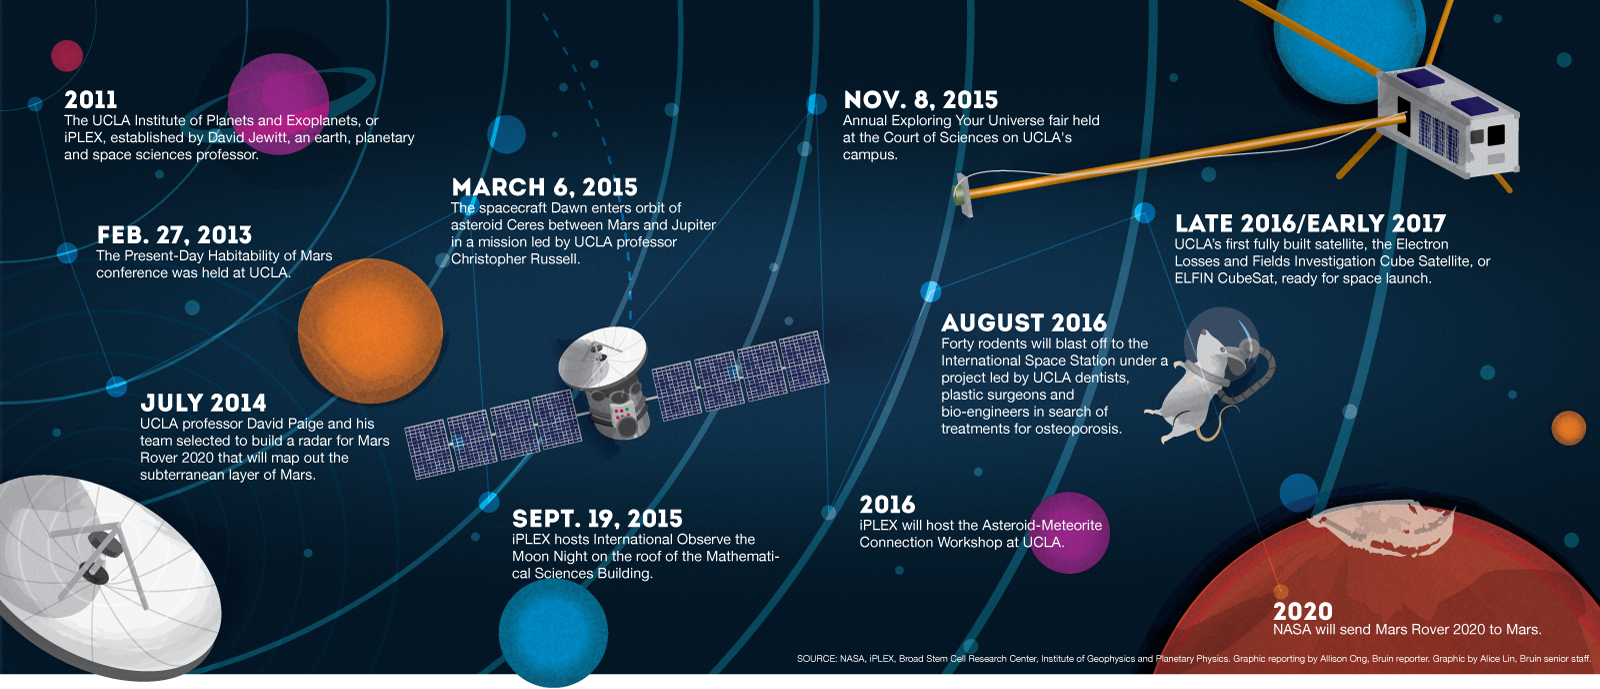 2011
The UCLA Institute of Planets and Exoplanets, or
iPLEX, established by David Jewitt, an earth, planetary
and space sciences professor.
FEB. 27, 2013
The Present-Day Habitability of Mars
conference was held at UCLA.
JULY 2014
UCLA professor David Paige and his
team selected to build a radar for Mars
Rover 2020 that will map out the
subterranean layer of Mars.
MARCH 6, 2015
The spacecraft Dawn enters orbit of
asteroid Ceres between Mars and Jupiter
in a mission led by UCLA professor
Christopher Russell.
SEPT. 19, 2015
iPLEX hosts International Observe the
Moon Night on the roof of the Mathemati-
cal Sciences Building.
NOV. 8, 2015
Annual Exploring Your Universe fair held
at the Court of Sciences on UCLA's
campus.
2016
iPLEX will host the Asteroid-Meteorite
Connection Workshop at UCLA.
AUGUST 2016
Forty rodents will blast off to the
International Space Station under a
project led by UCLA dentists,
plastic surgeons and
bio-engineers in search of
treatments for osteoporosis.
LATE 2016/EARLY 2017
UCLA's first fully built satellite, the Electron
Losses and Fields Investigation Cube Satellite, or
ELFIN CubeSat, ready for space launch.
2020
NASA will send Mars Rover 2020 to Mars.
SOURCE: NASA, iPLEX, Broad Stem Cell Research Center, Institute of Geophysics and Planetary Physics. Graphic reporting by Allison Ong, Bruin reporter. Graphic by Alice Lin, Bruin senior staff.